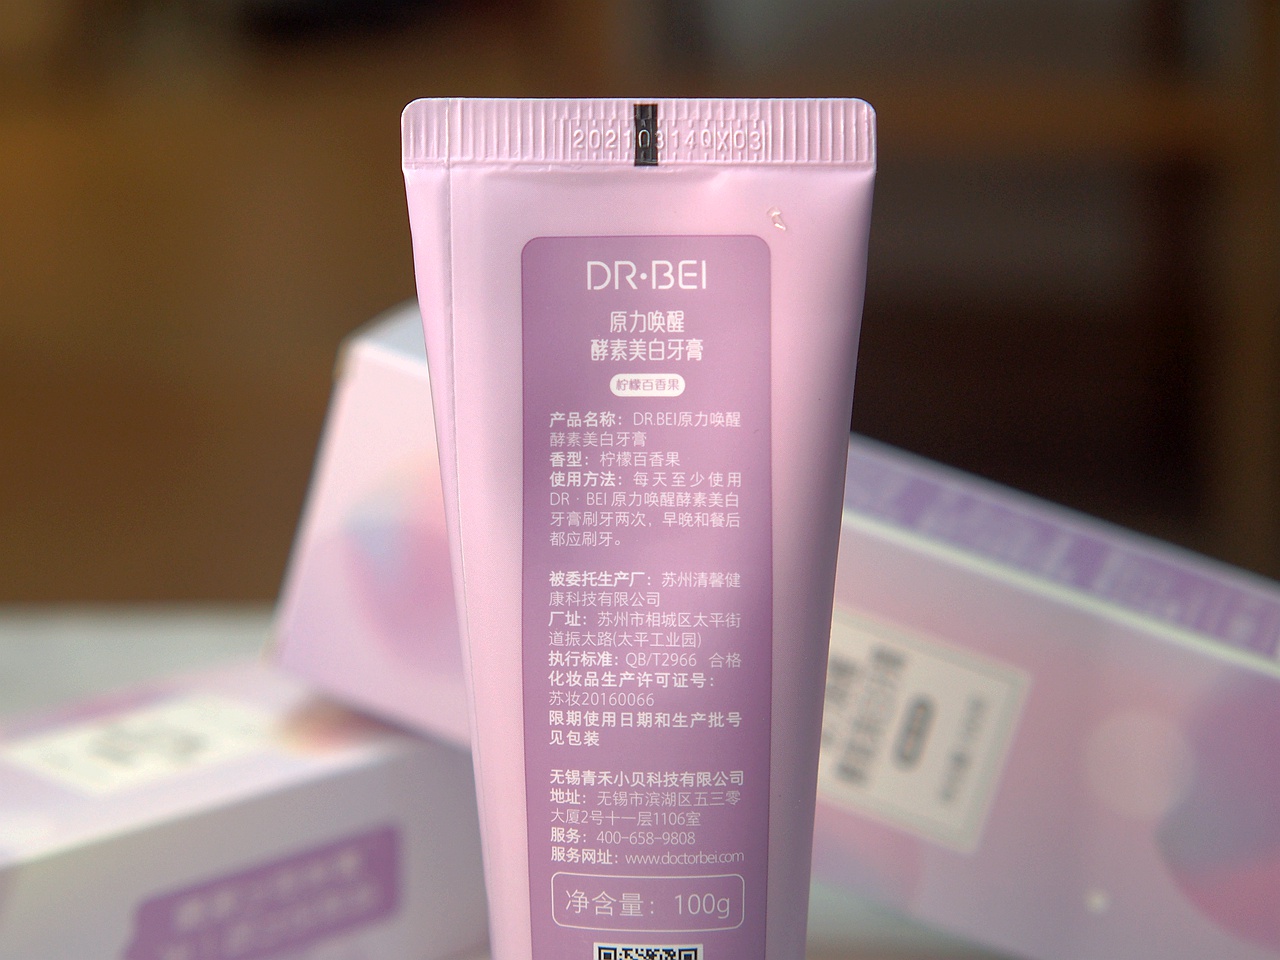 20210314QX03
DR·BEI
原力唤醒
酵素美白牙膏
柠檬百香果
产品名称：DR.BEI原力唤醒
酵素美白牙膏
香型：柠檬百香果
使用方法：每天至少使用
DR·BEI原力唤醒酵素美白
牙膏刷牙两次，早晚和餐后
都应刷牙。
被委托生产厂：苏州清馨健
康科技有限公司
厂址：苏州市相城区太平街
道振太路(太平工业园)
执行标准：QB/T2966 合格
化妆品生产许可证号：
苏妆20160066
限期使用日期和生产批号
见包装
无锡青禾小贝科技有限公司
地址：无锡市滨湖区五三零
大厦2号十一层1106室
服务：400-658-9808
服务网址：www.doctorbei.com
净含量：100g